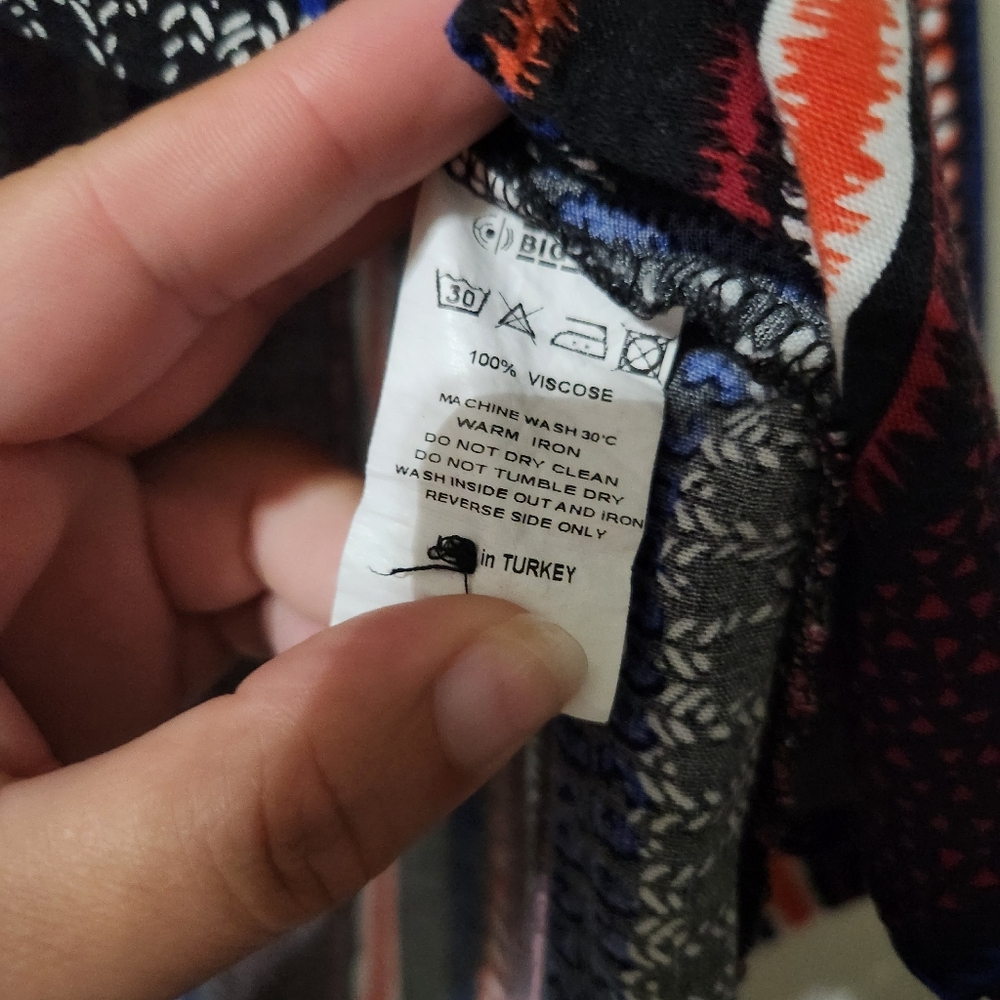 30
100% VISCOSE
MACHINE WASH 30°C
WARM IRON
DO NOT DRY CLEAN
DO NOT TUMBLE DRY
WASH INSIDE OUT AND IRON
REVERSE SIDE ONLY
in TURKEY